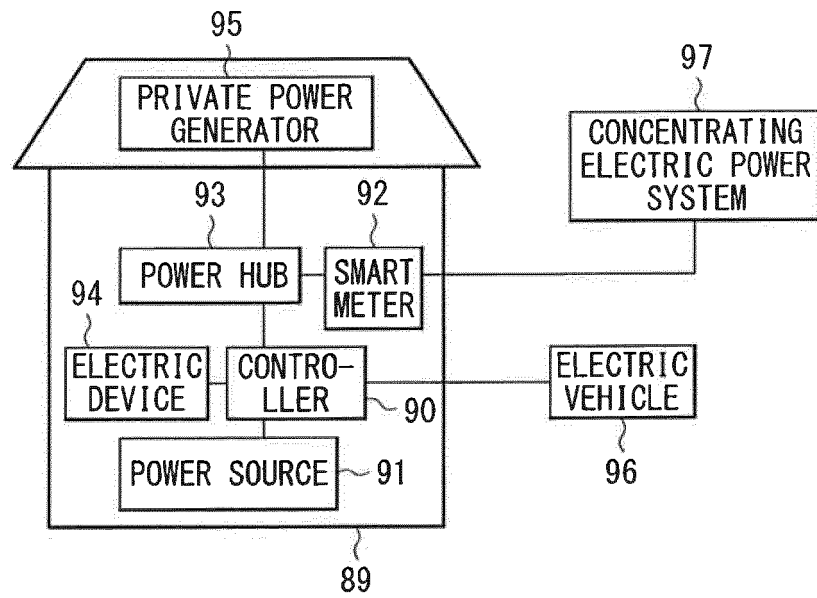 95
PRIVATE POWER
GENERATOR
97
CONCENTRATING
ELECTRIC POWER
SYSTEM
93
92
POWER HUB
SMART
METER
94
ELECTRIC
DEVICE
CONTRO-
LLER
90
ELECTRIC
VEHICLE
96
POWER SOURCE
91
89